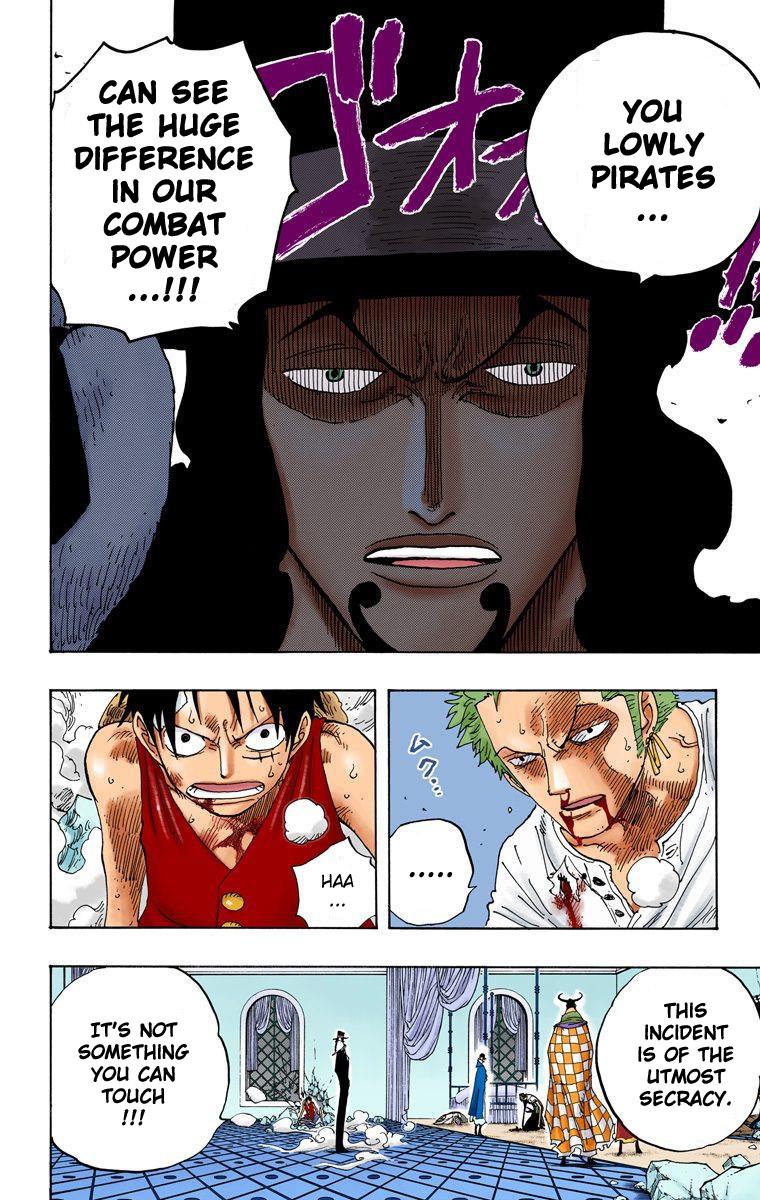 YOU
LOWLY
PIRATES
...
CAN SEE
THE HUGE
DIFFERENCE
IN OUR
COMBAT
POWER
...!!!
ゴオオ
!!
.....
HAA
...
THIS
INCIDENT
IS OF THE
UTMOST
SECRACY.
IT'S NOT
SOMETHING
YOU CAN
TOUCH
!!!